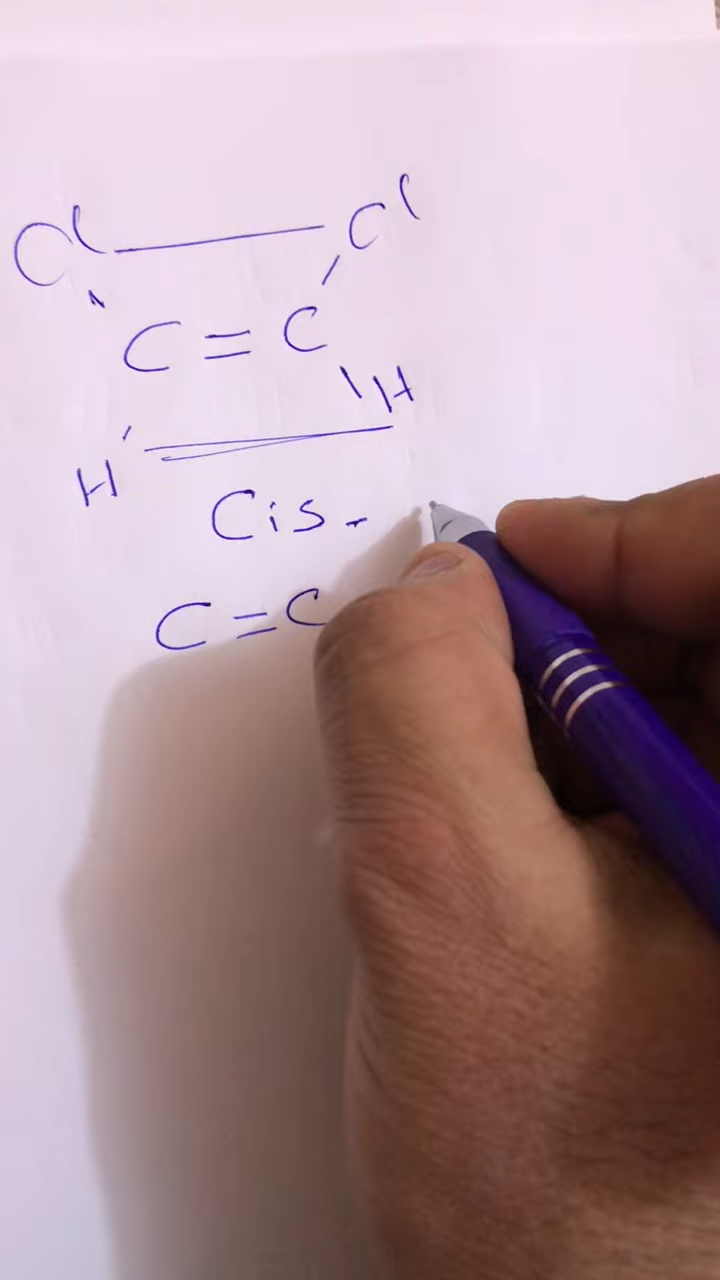 Cl Cl
C = C
H H
Cis -
C = C